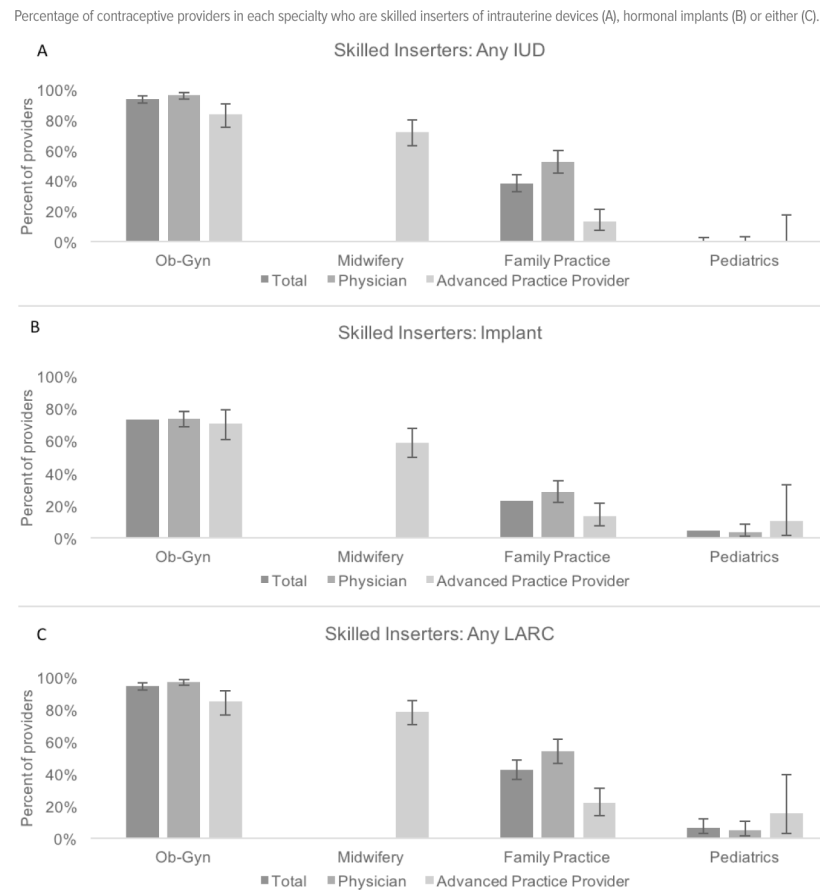 Percentage of contraceptive providers in each specialty who are skilled inserters of intrauterine devices (A), hormonal implants (B) or either (C).
A
Skilled Inserters: Any IUD
Percent of providers
100%
80%
60%
40%
20%
0%
Ob-Gyn Midwifery Family Practice Pediatrics
Total Physician Advanced Practice Provider
B
Skilled Inserters: Implant
Percent of providers
100%
80%
60%
40%
20%
0%
Ob-Gyn Midwifery Family Practice Pediatrics
Total Physician Advanced Practice Provider
C
Skilled Inserters: Any LARC
Percent of providers
100%
80%
60%
40%
20%
0%
Ob-Gyn Midwifery Family Practice Pediatrics
Total Physician Advanced Practice Provider